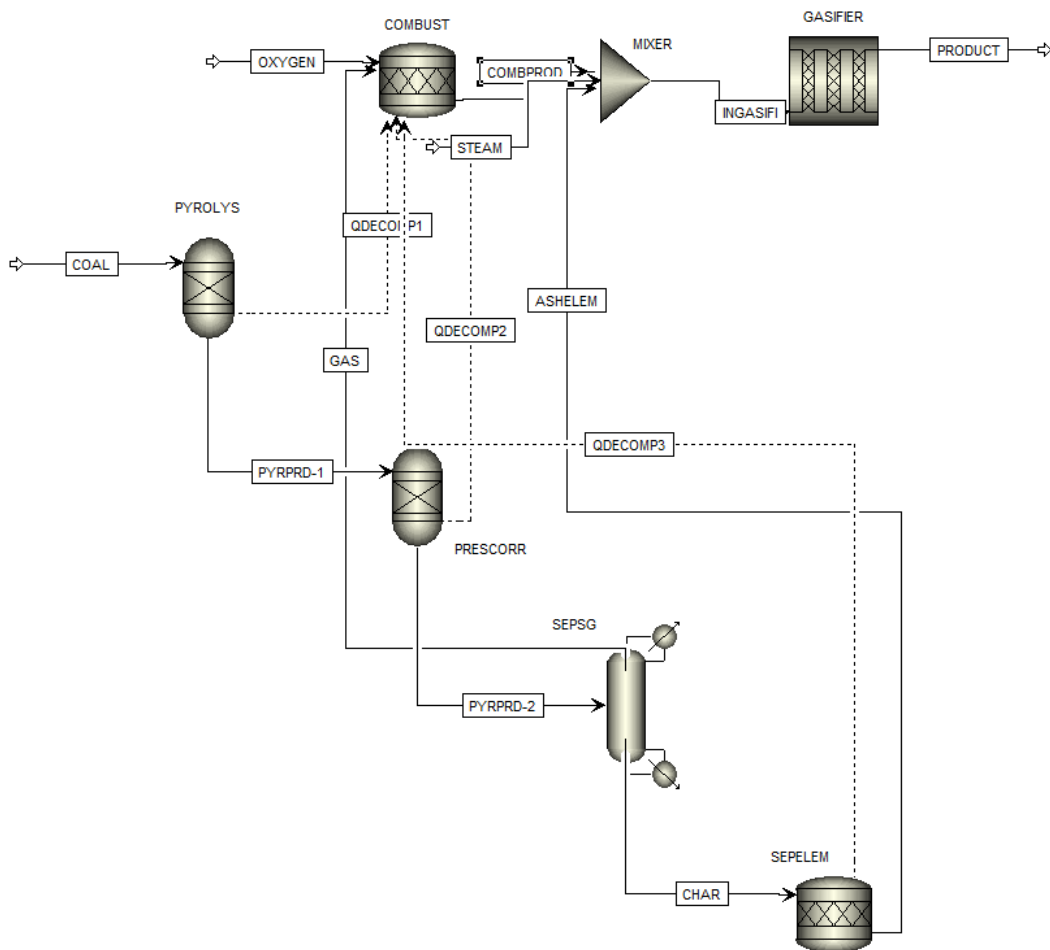 GASIFIER
COMBUST
MIXER
OXYGEN
COMBPROD
PRODUCT
INGASIFI
STEAM
PYROLYS
QDECOMP1
COAL
ASHELEM
QDECOMP2
GAS
QDECOMP3
PYRPRD-1
PRESCORR
SEPSG
PYRPRD-2
SEPELEM
CHAR